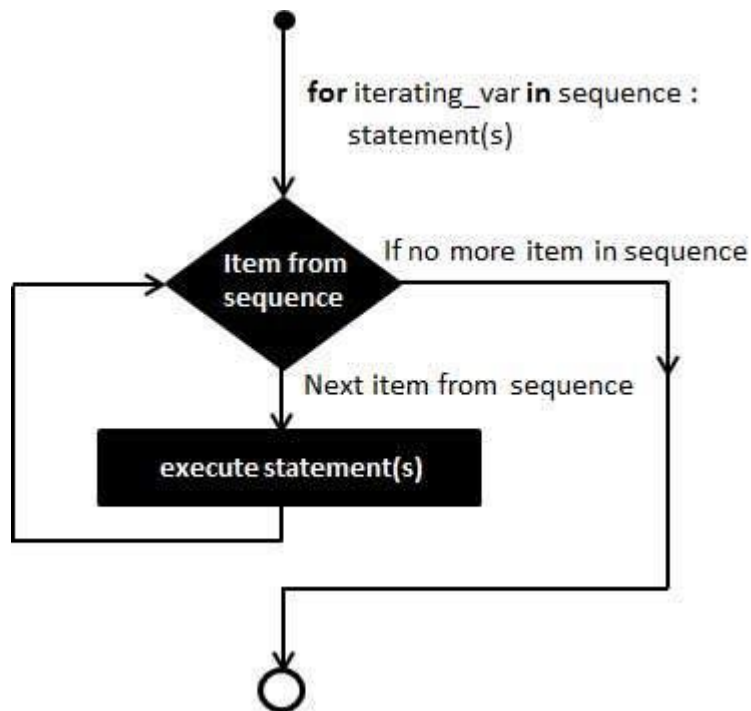 for iterating_var in sequence :
statement(s)
If no more item in sequence
Item from
sequence
Next item from sequence
execute statement(s)